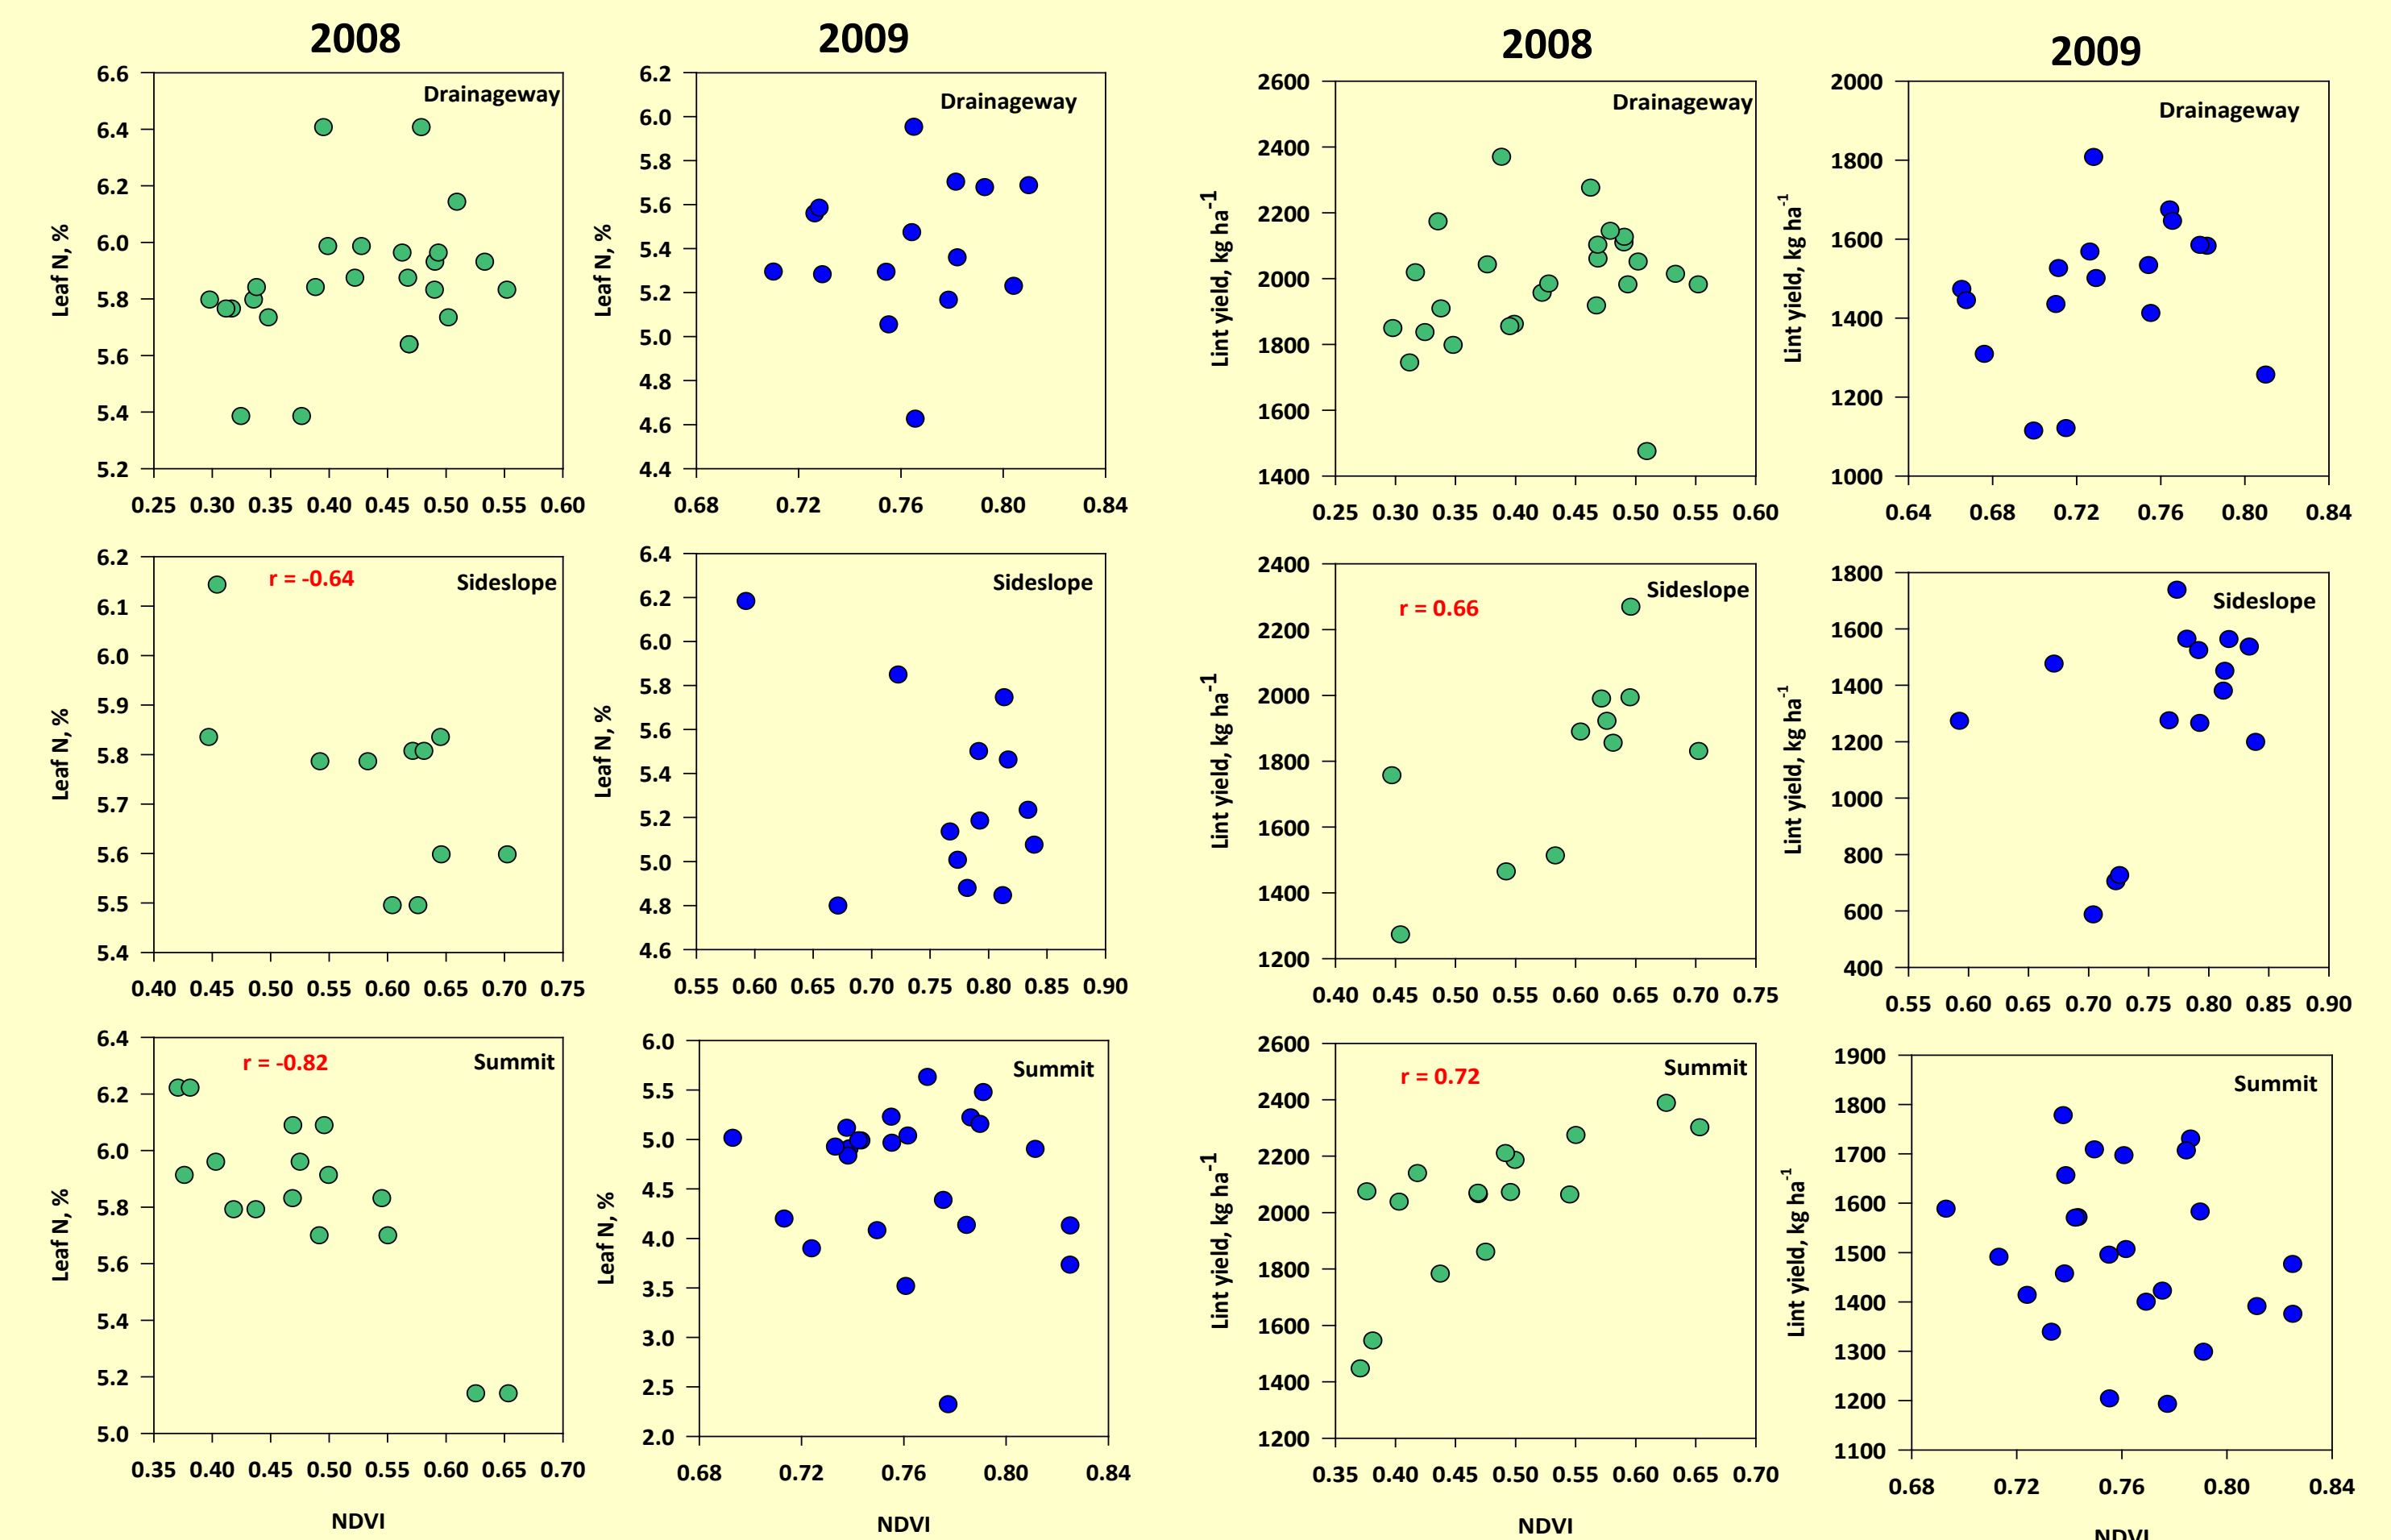 2008
2009
2008
2009
6.6
6.4
6.2
6.0
5.8
5.6
5.4
5.2
Leaf N, %
Drainageway
0.25 0.30 0.35 0.40 0.45 0.50 0.55 0.60
6.2
6.0
5.8
5.6
5.4
5.2
5.0
4.8
4.6
4.4
Leaf N, %
Drainageway
0.68 0.72 0.76 0.80 0.84
2600
2400
2200
2000
1800
1600
1400
Lint yield, kg ha-1
Drainageway
0.25 0.30 0.35 0.40 0.45 0.50 0.55 0.60
2000
1800
1600
1400
1200
1000
Lint yield, kg ha-1
Drainageway
0.64 0.68 0.72 0.76 0.80 0.84
6.2
6.1
6.0
5.9
5.8
5.7
5.6
5.5
5.4
Leaf N, %
r = -0.64
Sideslope
0.40 0.45 0.50 0.55 0.60 0.65 0.70 0.75
6.4
6.2
6.0
5.8
5.6
5.4
5.2
5.0
4.8
4.6
Leaf N, %
Sideslope
0.55 0.60 0.65 0.70 0.75 0.80 0.85 0.90
2400
2200
2000
1800
1600
1400
1200
Lint yield, kg ha-1
r = 0.66
Sideslope
0.40 0.45 0.50 0.55 0.60 0.65 0.70 0.75
1800
1600
1400
1200
1000
800
600
400
Lint yield, kg ha-1
Sideslope
0.55 0.60 0.65 0.70 0.75 0.80 0.85 0.90
6.4
6.2
6.0
5.8
5.6
5.4
5.2
5.0
Leaf N, %
r = -0.82
Summit
0.35 0.40 0.45 0.50 0.55 0.60 0.65 0.70
NDVI
6.0
5.5
5.0
4.5
4.0
3.5
3.0
2.5
2.0
Leaf N, %
Summit
0.68 0.72 0.76 0.80 0.84
NDVI
2600
2400
2200
2000
1800
1600
1400
1200
Lint yield, kg ha-1
r = 0.72
Summit
0.35 0.40 0.45 0.50 0.55 0.60 0.65 0.70
NDVI
1900
1800
1700
1600
1500
1400
1300
1200
1100
Lint yield, kg ha-1
Summit
0.68 0.72 0.76 0.80 0.84
NDVI